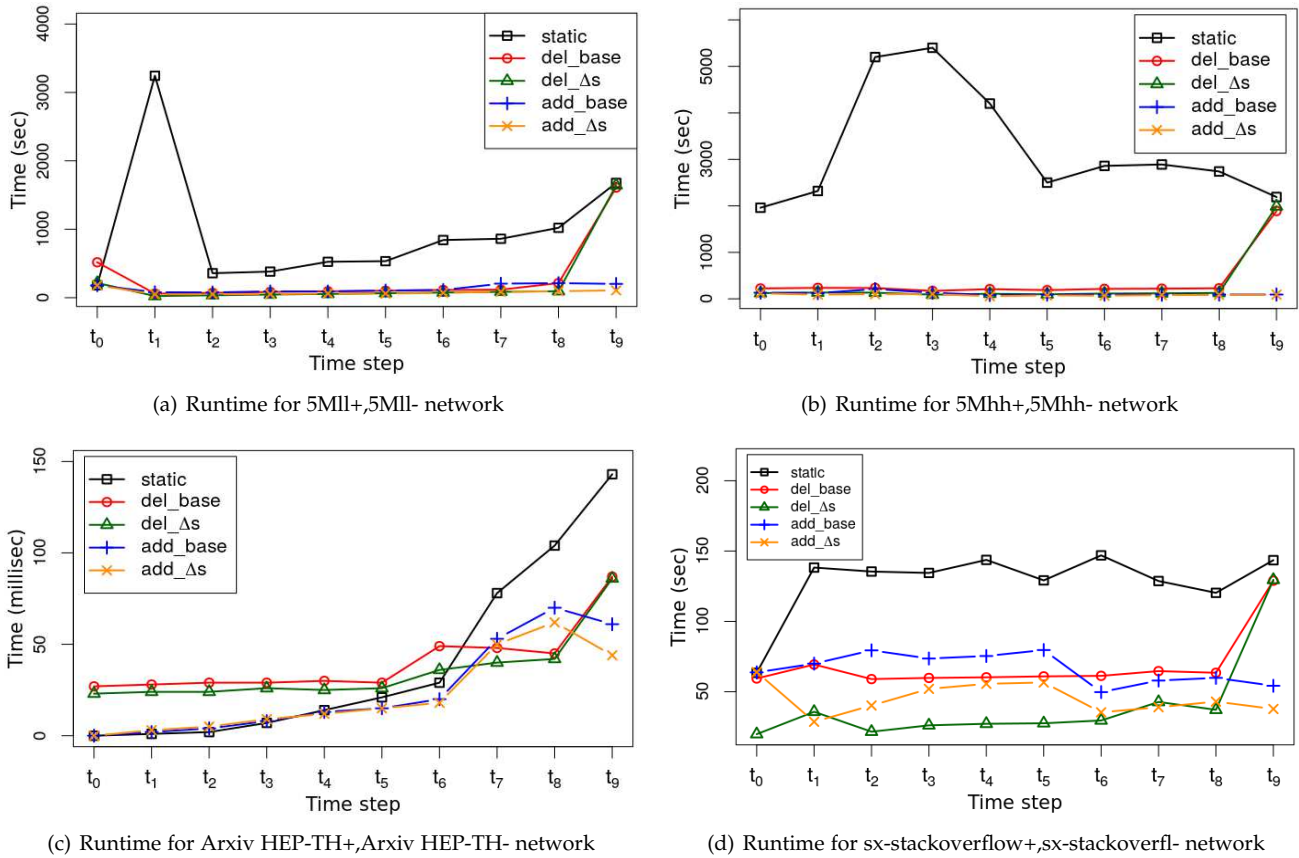 4000
3000
2000
1000
0
Time (sec)
static
del_base
del_Δs
add_base
add_Δs
t0 t1 t2 t3 t4 t5 t6 t7 t8 t9
Time step
(a) Runtime for 5Mll+,5Mll- network
5000
3000
1000
0
Time (sec)
static
del_base
del_Δs
add_base
add_Δs
t0 t1 t2 t3 t4 t5 t6 t7 t8 t9
Time step
(b) Runtime for 5Mhh+,5Mhh- network
150
100
50
0
Time (millisec)
static
del_base
del_Δs
add_base
add_Δs
t0 t1 t2 t3 t4 t5 t6 t7 t8 t9
Time step
(c) Runtime for Arxiv HEP-TH+,Arxiv HEP-TH- network
200
150
100
50
Time (sec)
static
del_base
del_Δs
add_base
add_Δs
t0 t1 t2 t3 t4 t5 t6 t7 t8 t9
Time step
(d) Runtime for sx-stackoverflow+,sx-stackoverfl- network